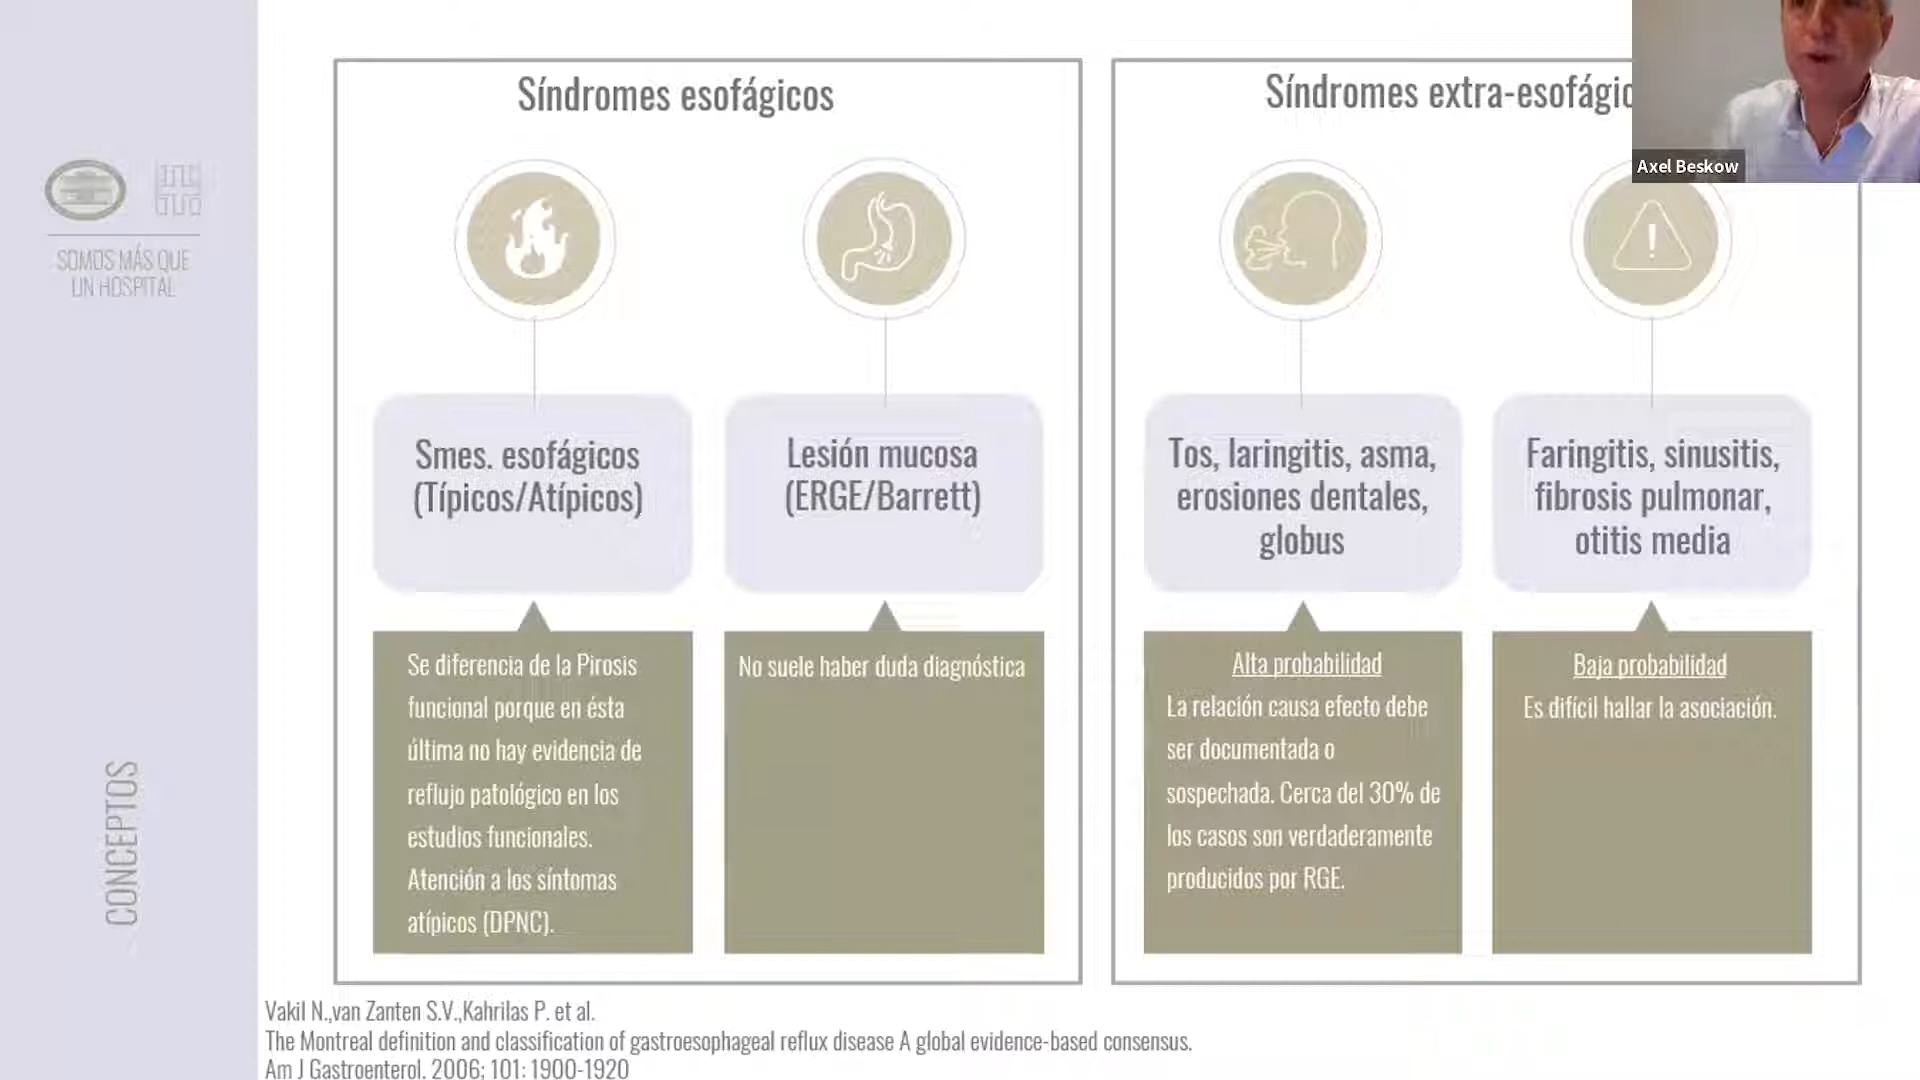 Síndromes esofágicos
Smes. esofágicos
(Típicos/Atípicos)
Se diferencia de la Pirosis
funcional porque en ésta
última no hay evidencia de
reflujo patológico en los
estudios funcionales.
Atención a los síntomas
atípicos (DPNC).
Lesión mucosa
(ERGE/Barrett)
No suele haber duda diagnóstica
Síndromes
Tos, laringitis, asma,
erosiones dentales,
globus
Alta probabilidad
La relación causa efecto debe
ser documentada o
sospechada. Cerca del 30% de
los casos son verdaderamente
producidos por RGE.
!
Faringitis, sinusitis,
fibrosis pulmonar,
otitis media
Baja probabilidad
Es difícil hallar la asociación.
Axel Beskow
SOMOS MÁS QUE
UN HOSPITAL
CONCEPTOS
Vakil N.,van Zanten S.V.,Kahrilas P. et al.
The Montreal definition and classification of gastroesophageal reflux disease A global evidence-based consensus.
Am J Gastroenterol. 2006; 101: 1900-1920